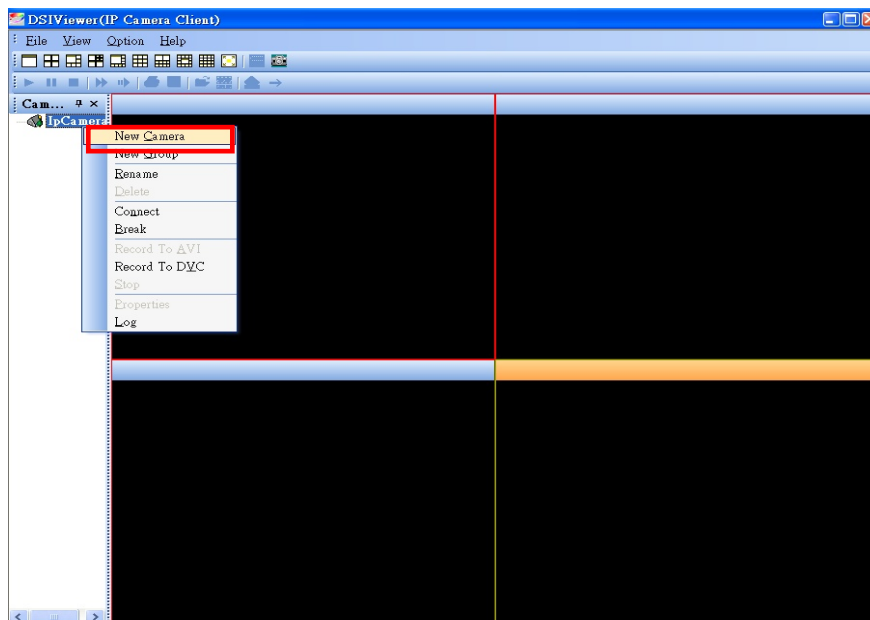 DSIViewer(IP Camera Client)
File View Option Help
Cam...
IpCamera
New Camera
New Group
Rename
Delete
Connect
Break
Record To AVI
Record To DVC
Stop
Properties
Log